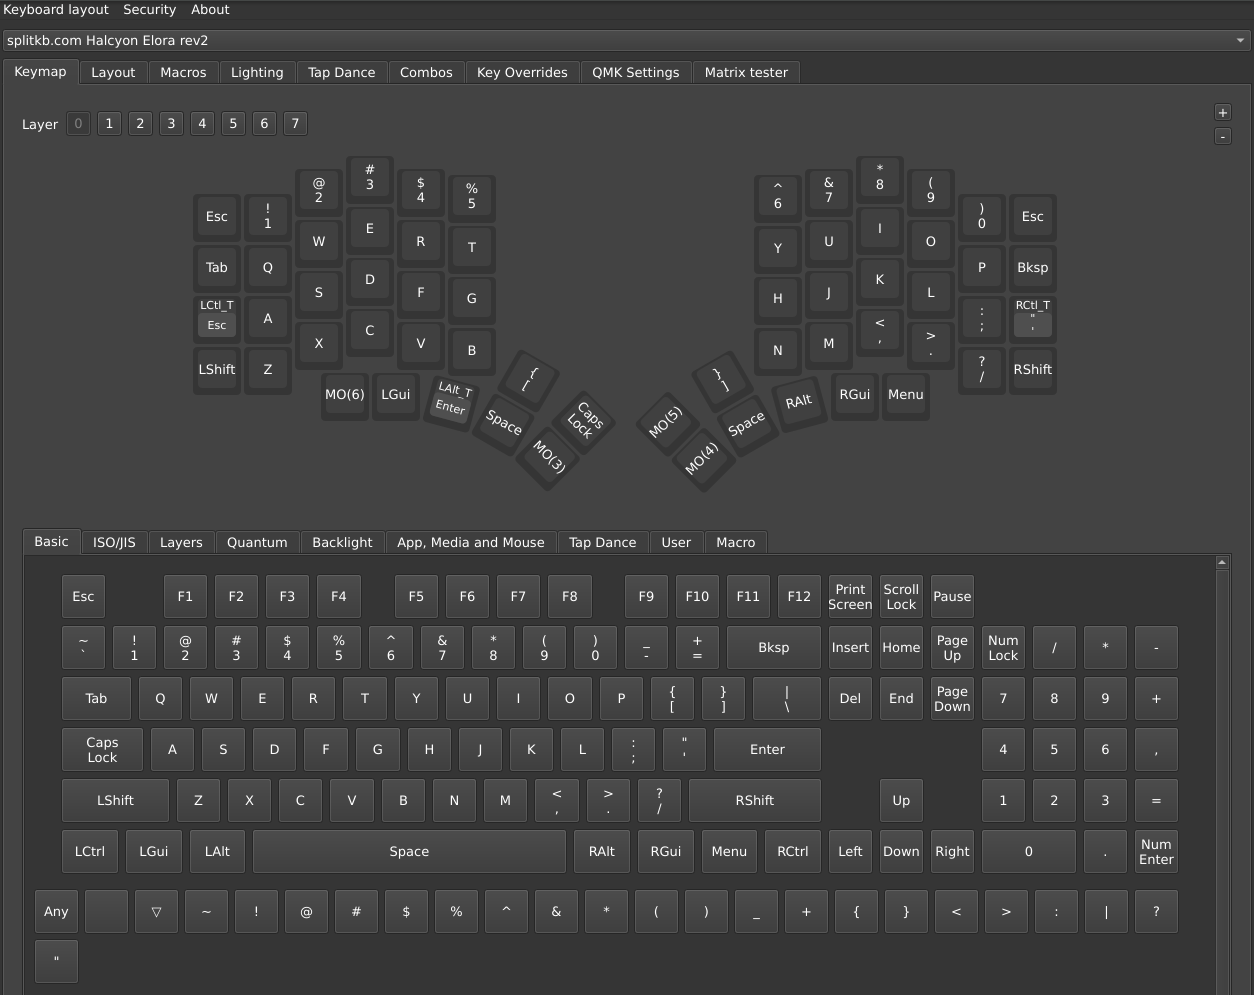 Keyboard layout Security About
splitkb.com Halcyon Elora rev2
Keymap Layout Macros Lighting Tap Dance Combos Key Overrides QMK Settings Matrix tester
Layer 0 1 2 3 4 5 6 7
+
-
Esc ! 1 @ 2 # 3 $ 4 % 5
^ 6 & 7 * 8 ( 9 ) 0 Esc
Tab Q W E R T
Y U I O P Bksp
LCtl_T Esc A S D F G
H J K L : ; RCtl_T " '
LShift Z X C V B
N M < , > . ? / RShift
{ [ Caps Lock
} ] MO(5)
MO(6) LGui LAlt_T Enter Space MO(3)
MO(4) Space RAlt RGui Menu
Basic ISO/JIS Layers Quantum Backlight App, Media and Mouse Tap Dance User Macro
Esc F1 F2 F3 F4 F5 F6 F7 F8 F9 F10 F11 F12 Print Screen Scroll Lock Pause
~ ` ! 1 @ 2 # 3 $ 4 % 5 ^ 6 & 7 * 8 ( 9 ) 0 _ - + = Bksp Insert Home Page Up Num Lock / * -
Tab Q W E R T Y U I O P { [ } ] | \ Del End Page Down 7 8 9 +
Caps Lock A S D F G H J K L : ; " ' Enter 4 5 6 ,
LShift Z X C V B N M < , > . ? / RShift Up 1 2 3 =
LCtrl LGui LAlt Space RAlt RGui Menu RCtrl Left Down Right 0 . Num Enter
Any ▽ ~ ! @ # $ % ^ & * ( ) _ + { } < > : | ?
"